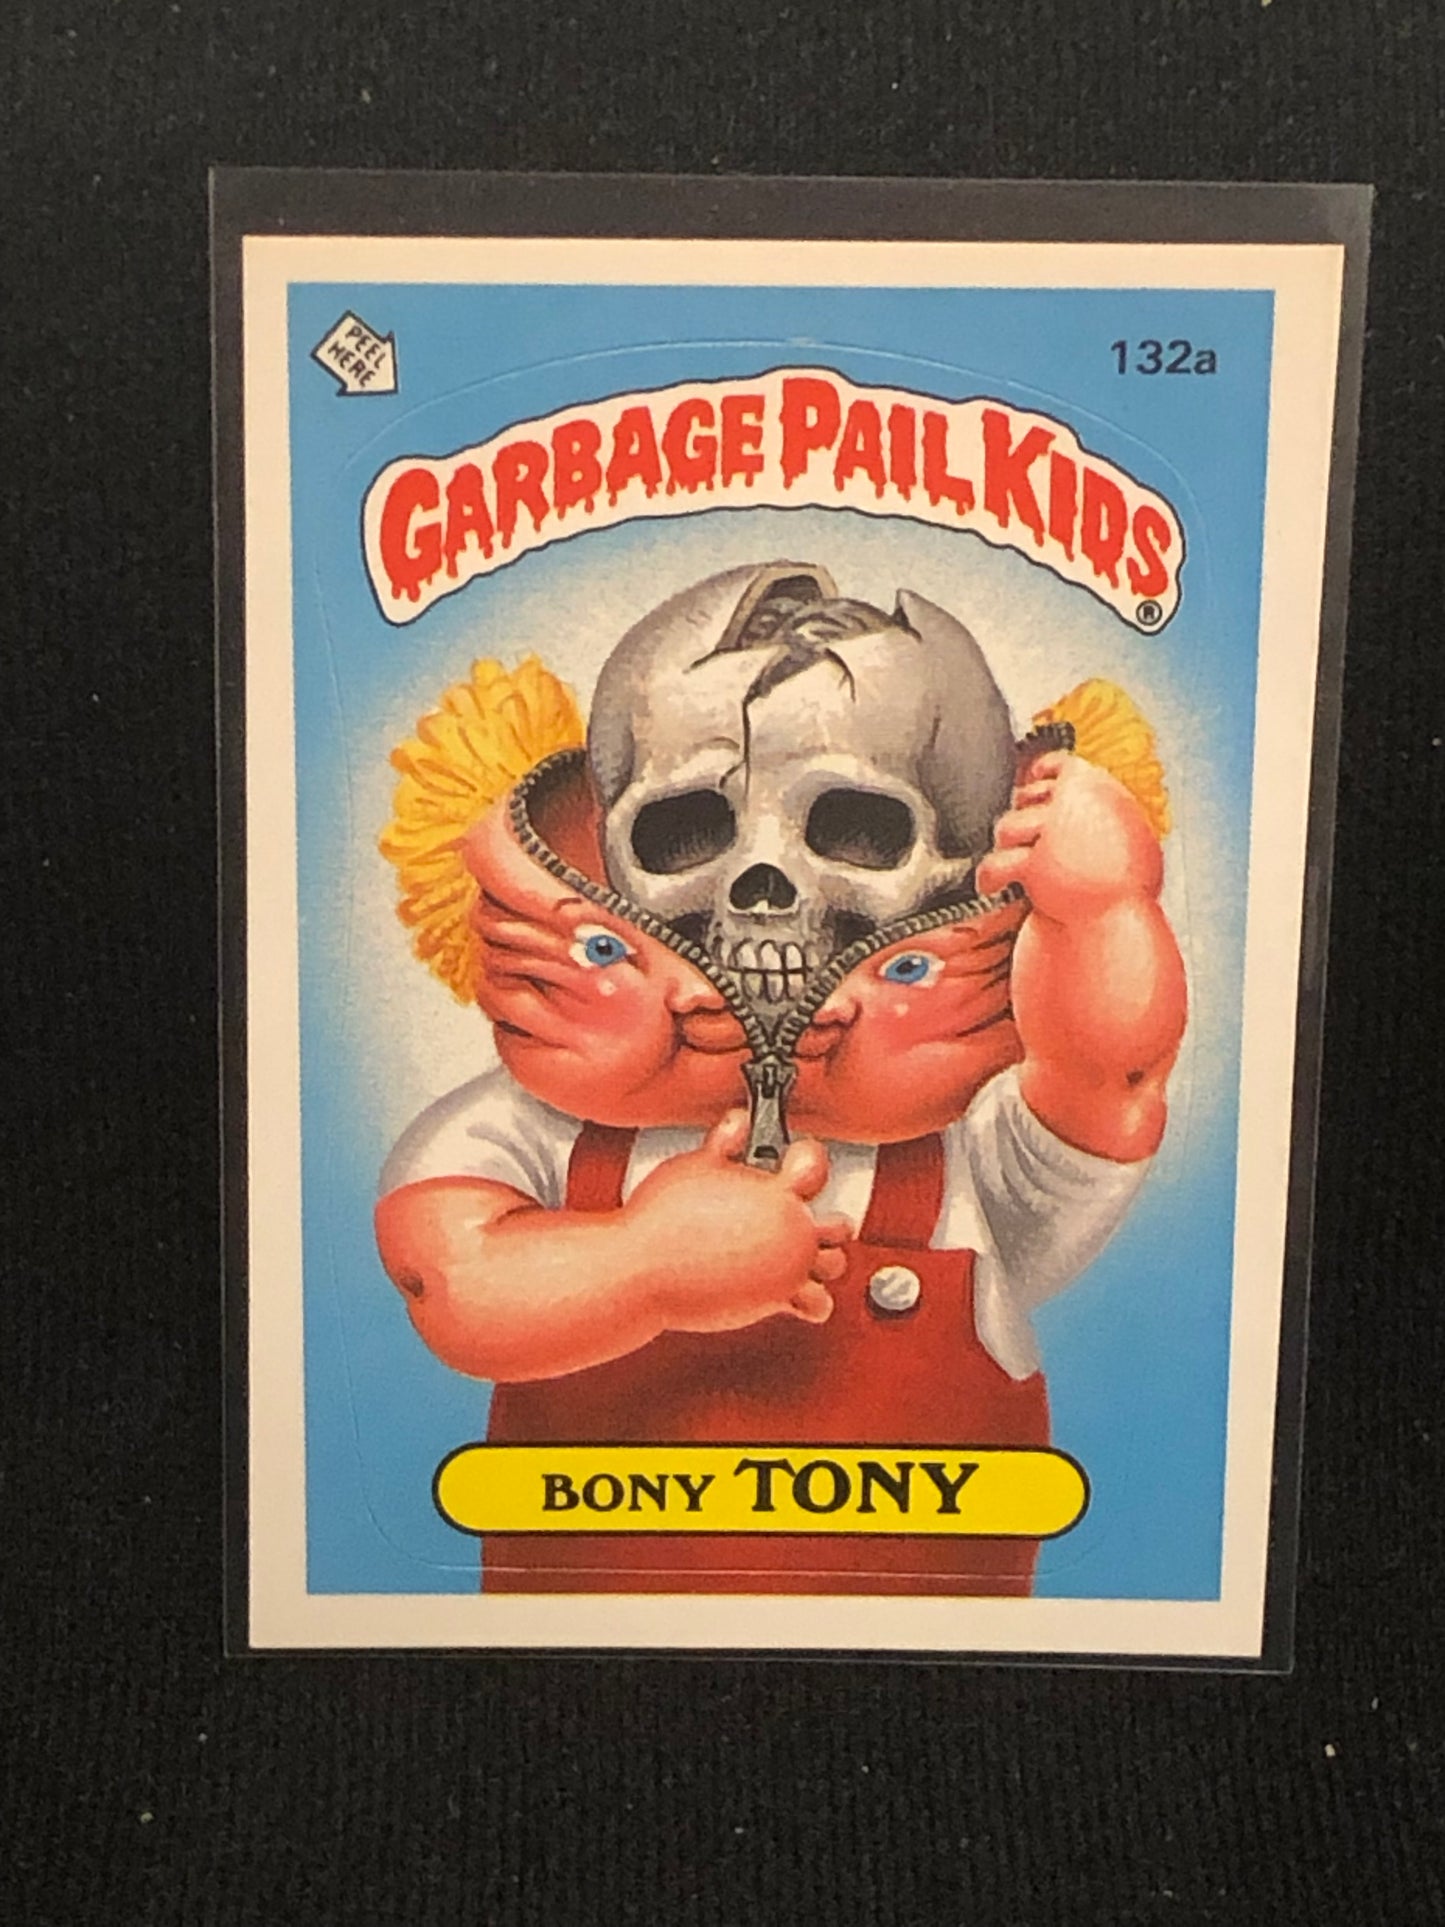 PEEL
HERE
132a
GARBAGE PAIL KIDS
®
BONY TONY